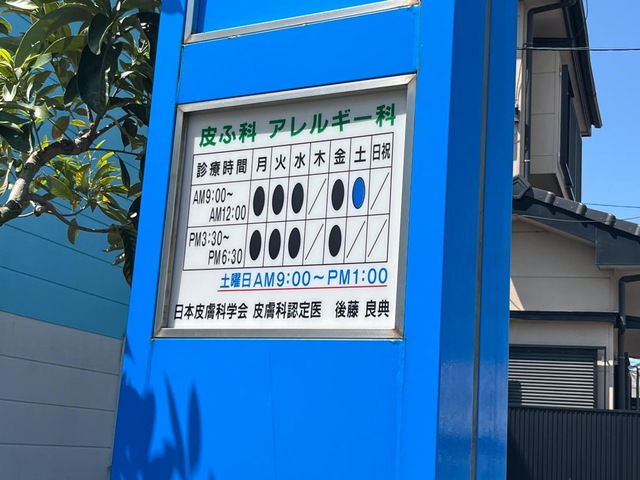 皮ふ科 アレルギー科
診療時間 月 火 水 木 金 土 日祝
AM9:00〜 AM12:00 ● ● ● ／ ● ● ／
PM3:30〜 PM6:30 ● ● ● ／ ● ／ ／
土曜日AM9:00〜PM1:00
日本皮膚科学会 皮膚科認定医 後藤 良典